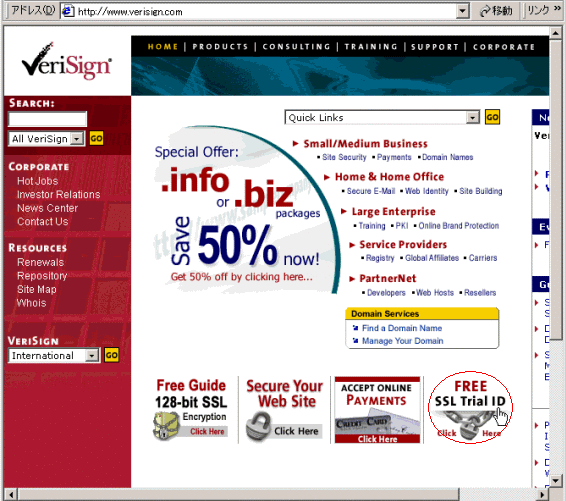 アドレス(D) http://www.verisign.com 移動 リンク »
VeriSign®
HOME | PRODUCTS | CONSULTING | TRAINING | SUPPORT | CORPORATE
SEARCH:
All VeriSign GO
CORPORATE
Hot Jobs
Investor Relations
News Center
Contact Us
RESOURCES
Renewals
Repository
Site Map
Whois
VERISIGN
International GO
Quick Links GO
Special Offer:
.info or .biz packages
Save 50% now!
Get 50% off by clicking here...
Small/Medium Business
Site Security Payments Domain Names
Home & Home Office
Secure E-Mail Web Identity Site Building
Large Enterprise
Training PKI Online Brand Protection
Service Providers
Registry Global Affiliates Carriers
PartnerNet
Developers Web Hosts Resellers
Domain Services
Find a Domain Name
Manage Your Domain
Free Guide
128-bit SSL
Encryption
Click Here
Secure Your
Web Site
Click Here
ACCEPT ONLINE
PAYMENTS
CREDIT CARD
Click Here
FREE
SSL Trial ID
Click Here